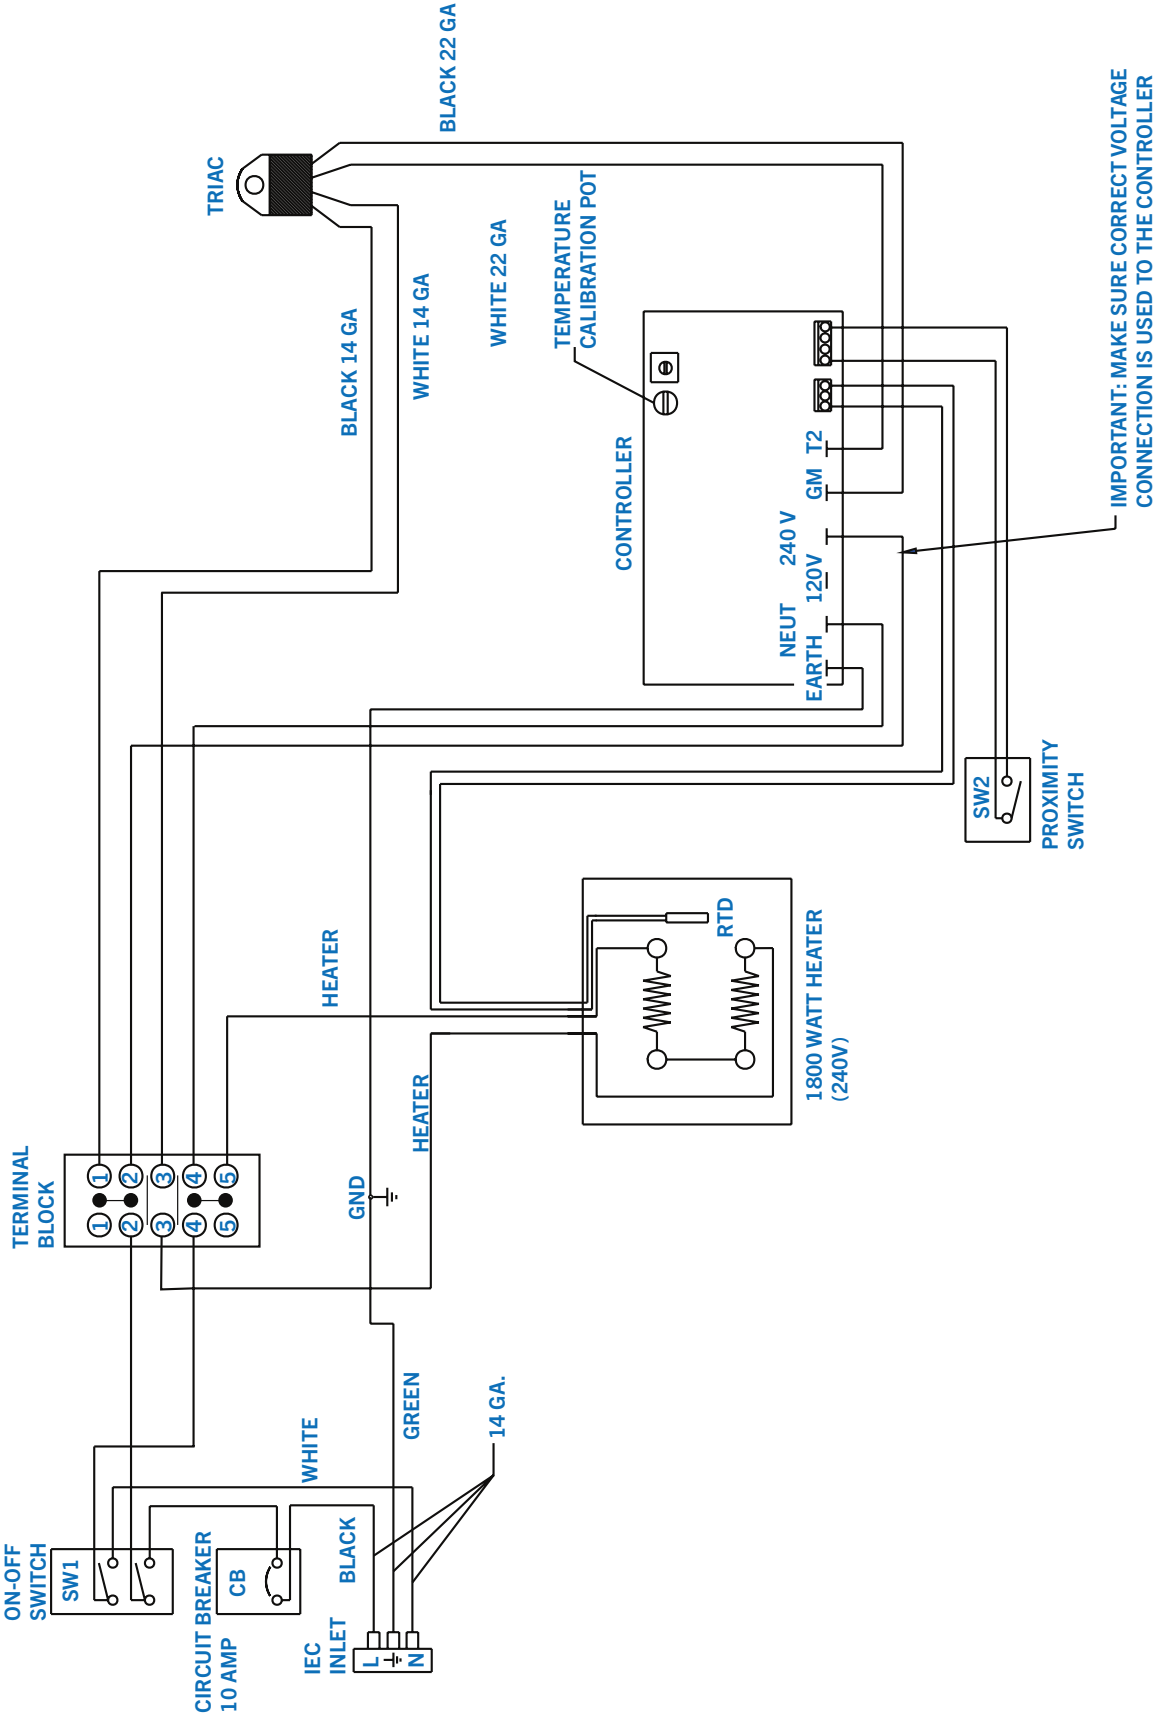 ON-OFF
SWITCH
SW1
CIRCUIT BREAKER
10 AMP
CB
IEC
INLET
L
N
BLACK
WHITE
GREEN
14 GA.
TERMINAL
BLOCK
1 1
2 2
3 3
4 4
5 5
GND
HEATER
HEATER
1800 WATT HEATER
(240V)
RTD
SW2
PROXIMITY
SWITCH
CONTROLLER
EARTH
NEUT
120V
240 V
GM
T2
TEMPERATURE
CALIBRATION POT
TRIAC
BLACK 14 GA
WHITE 14 GA
WHITE 22 GA
BLACK 22 GA
IMPORTANT: MAKE SURE CORRECT VOLTAGE
CONNECTION IS USED TO THE CONTROLLER